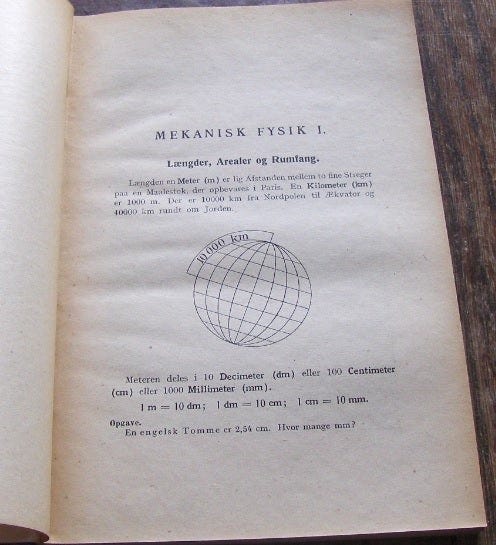 MEKANISK FYSIK I.
Længder, Arealer og Rumfang.
Længden en Meter (m) er lig Afstanden mellem to fine Streger
paa en Maalestok, der opbevares i Paris. En Kilometer (km)
er 1000 m. Der er 10000 km fra Nordpolen til Ækvator og
40000 km rundt om Jorden.
10 000 km
Meteren deles i 10 Decimeter (dm) eller 100 Centimeter
(cm) eller 1000 Millimeter (mm).
1 m = 10 dm; 1 dm = 10 cm; 1 cm = 10 mm.
Opgave.
En engelsk Tomme er 2,54 cm. Hvor mange mm?